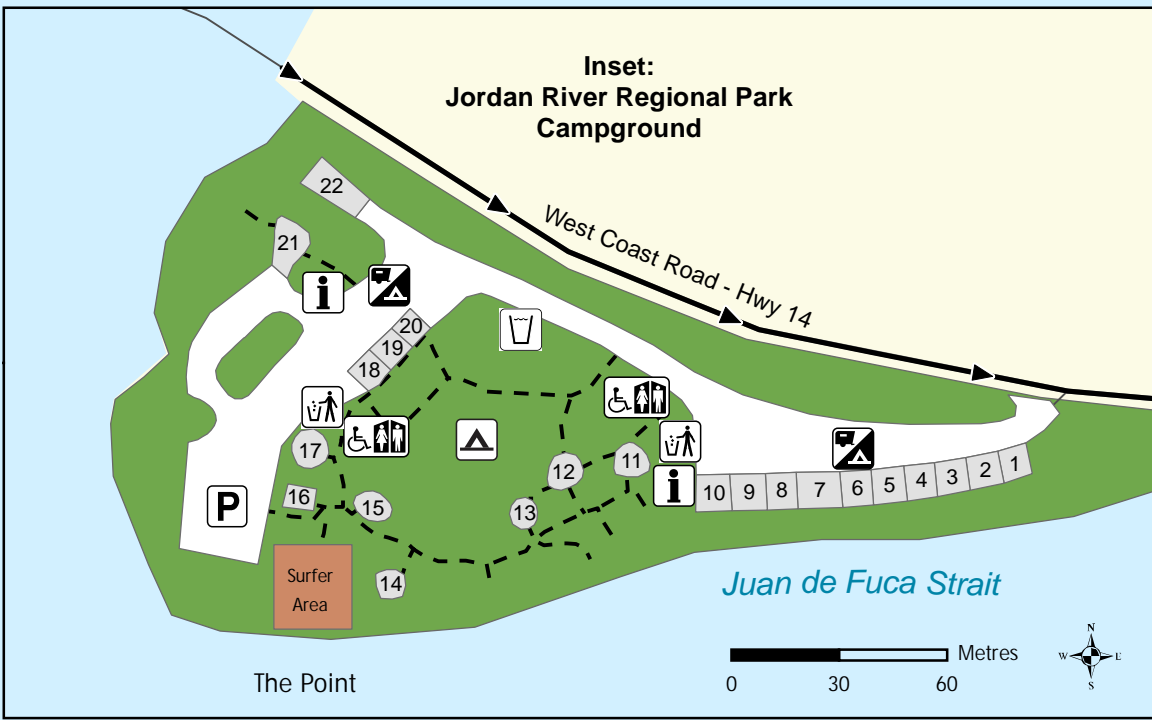 Inset:
Jordan River Regional Park
Campground
West Coast Road - Hwy 14
22
21
i
20
19
18
17
16
15
14
13
12
11
10 9 8 7 6 5 4 3 2 1
i
P
Surfer
Area
Juan de Fuca Strait
The Point
Metres
0 30 60
N
W E
S